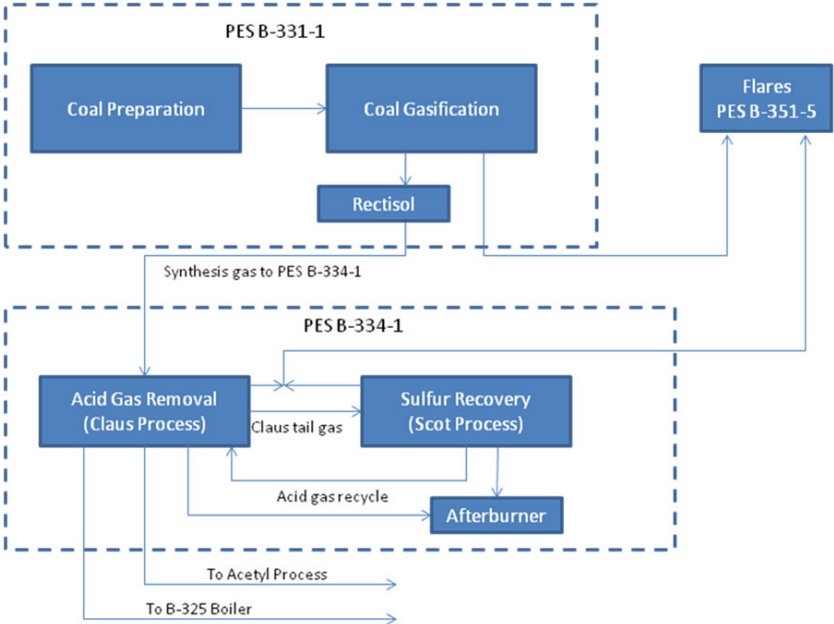 PES B-331-1
Coal Preparation
Coal Gasification
Flares
PES B-351-5
Rectisol
Synthesis gas to PES B-334-1
PES B-334-1
Acid Gas Removal
(Claus Process)
Claus tail gas
Sulfur Recovery
(Scot Process)
Acid gas recycle
Afterburner
To Acetyl Process
To B-325 Boiler